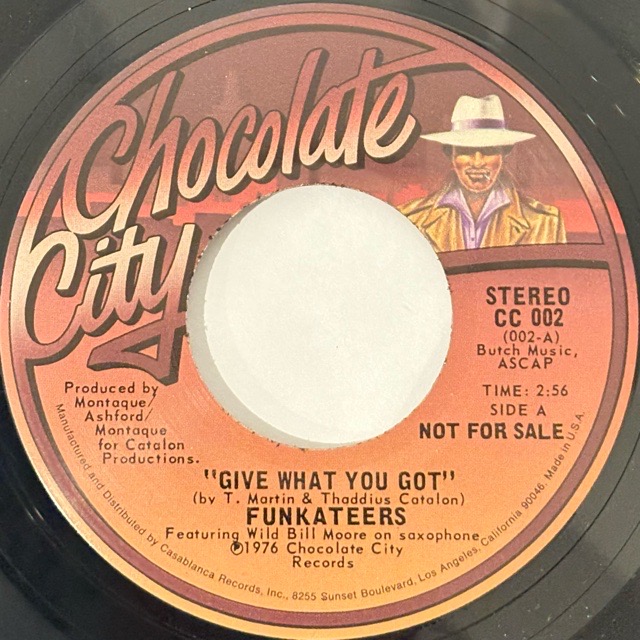 Chocolate
City
STEREO
CC 002
(002-A)
Butch Music,
ASCAP
TIME: 2:56
SIDE A
NOT FOR SALE
Produced by
Montaque/
Ashford/
Montaque
for Catalon
Productions.
"GIVE WHAT YOU GOT"
(by T. Martin & Thaddius Catalon)
FUNKATEERS
Featuring Wild Bill Moore on saxophone
℗1976 Chocolate City
Records
Manufactured and Distributed by Casablanca Records, Inc., 8255 Sunset Boulevard, Los Angeles, California 90046. Made in U.S.A.